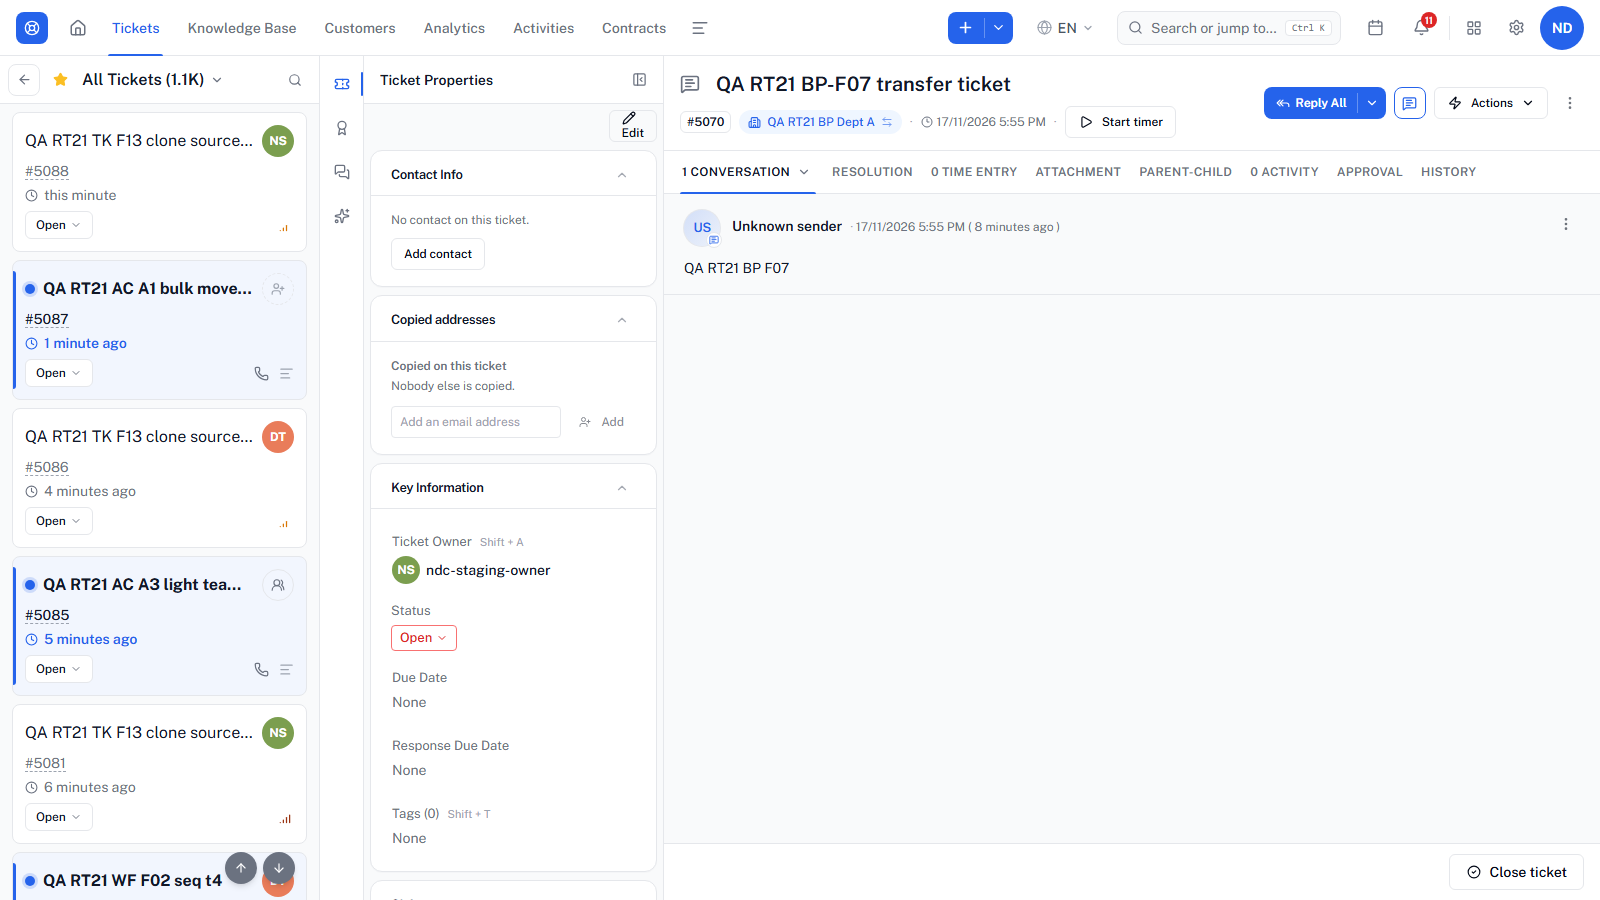 Tickets
Knowledge Base
Customers
Analytics
Activities
Contracts
EN
Search or jump to...
Ctrl K
11
ND
All Tickets (1.1K)
QA RT21 TK F13 clone source...
NS
#5088
this minute
Open
QA RT21 AC A1 bulk move...
#5087
1 minute ago
Open
QA RT21 TK F13 clone source...
DT
#5086
4 minutes ago
Open
QA RT21 AC A3 light tea...
#5085
5 minutes ago
Open
QA RT21 TK F13 clone source...
NS
#5081
6 minutes ago
Open
QA RT21 WF F02 seq t4
Ticket Properties
Edit
Contact Info
No contact on this ticket.
Add contact
Copied addresses
Copied on this ticket
Nobody else is copied.
Add an email address
Add
Key Information
Ticket Owner Shift + A
NS ndc-staging-owner
Status
Open
Due Date
None
Response Due Date
None
Tags (0) Shift + T
None
QA RT21 BP-F07 transfer ticket
#5070
QA RT21 BP Dept A
· 17/11/2026 5:55 PM ·
Start timer
Reply All
Actions
1 CONVERSATION
RESOLUTION
0 TIME ENTRY
ATTACHMENT
PARENT-CHILD
0 ACTIVITY
APPROVAL
HISTORY
US
Unknown sender · 17/11/2026 5:55 PM ( 8 minutes ago )
QA RT21 BP F07
Close ticket